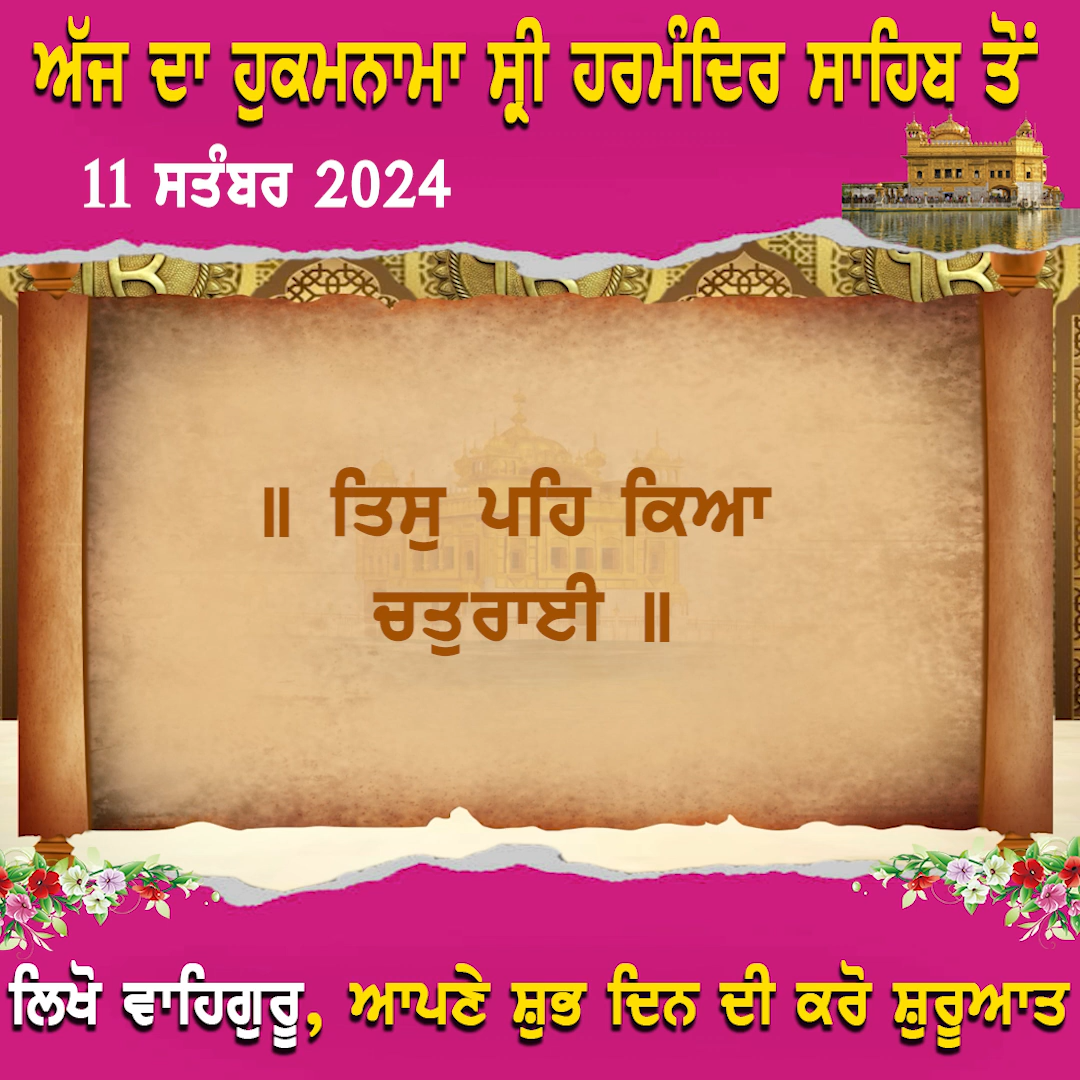 ਅੱਜ ਦਾ ਹੁਕਮਨਾਮਾ ਸ੍ਰੀ ਹਰਮੰਦਿਰ ਸਾਹਿਬ ਤੋਂ
11 ਸਤੰਬਰ 2024
॥ ਤਿਸੁ ਪਹਿ ਕਿਆ
ਚਤੁਰਾਈ ॥
ਲਿਖੋ ਵਾਹਿਗੁਰੂ, ਆਪਣੇ ਸ਼ੁਭ ਦਿਨ ਦੀ ਕਰੋ ਸ਼ੁਰੂਆਤ